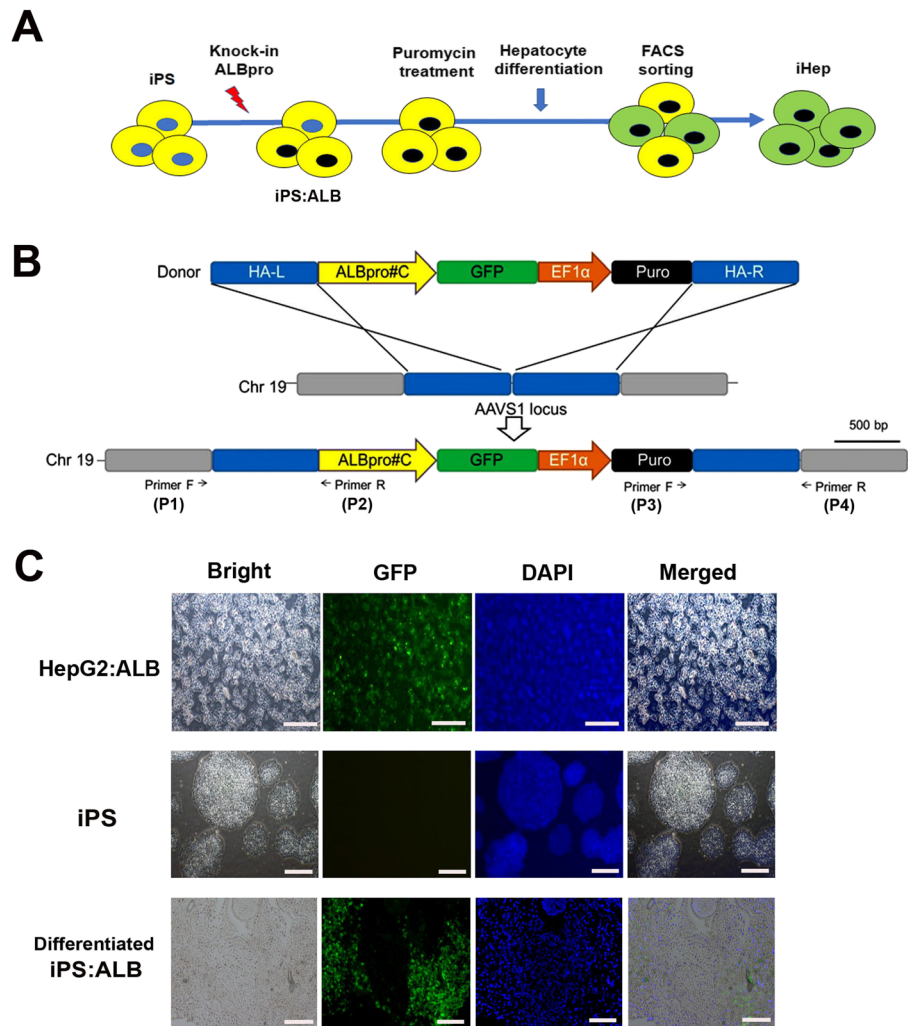 A
Knock-in
ALBpro
Puromycin
treatment
Hepatocyte
differentiation
FACS
sorting
iPS
iHep
iPS:ALB
B
Donor
HA-L
ALBpro#C
GFP
EF1α
Puro
HA-R
Chr 19
AAVS1 locus
500 bp
Chr 19
ALBpro#C
GFP
EF1α
Puro
Primer F →
(P1)
← Primer R
(P2)
Primer F →
(P3)
← Primer R
(P4)
C
Bright
GFP
DAPI
Merged
HepG2:ALB
iPS
Differentiated
iPS:ALB